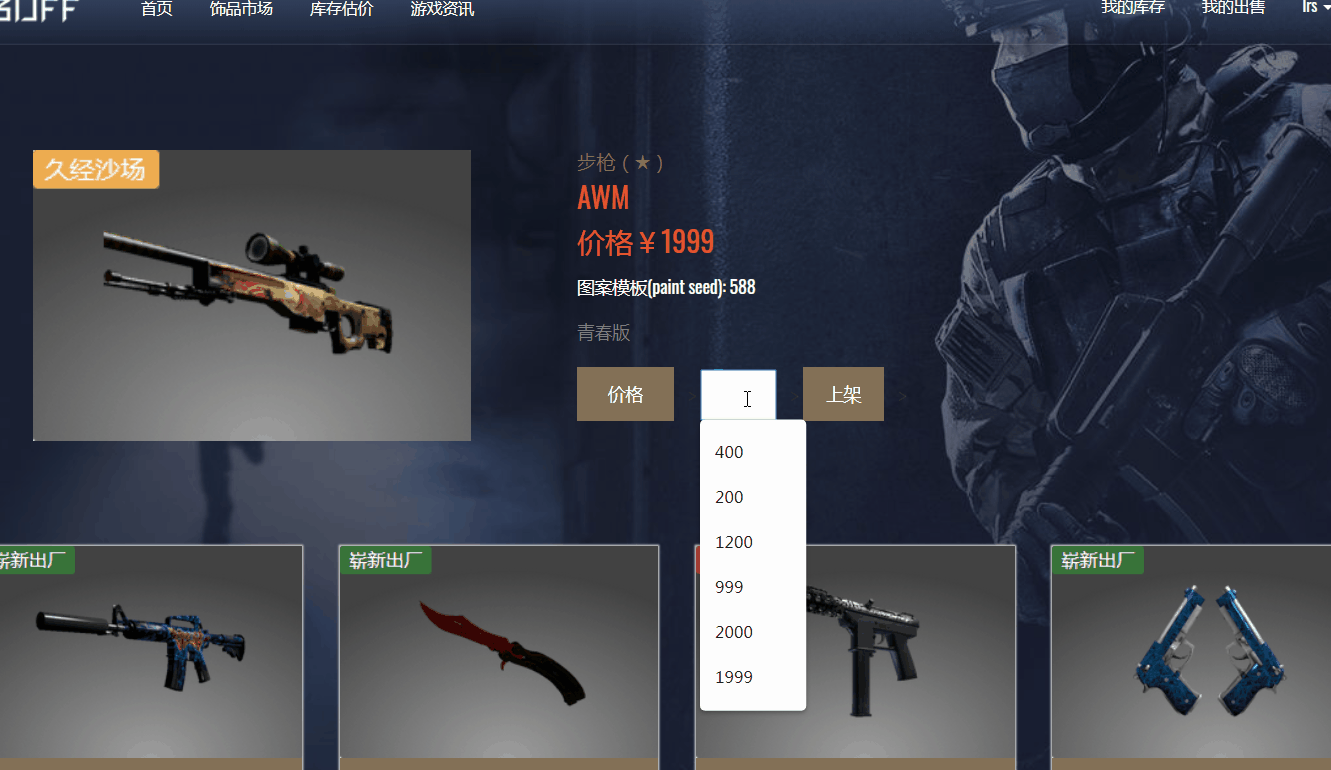 BUFF
首页
饰品市场
库存估价
游戏资讯
我的库存
我的出售
lrs
久经沙场
步枪 ( ★ )
AWM
价格￥1999
图案模板(paint seed): 588
青春版
价格
上架
400
200
1200
999
2000
1999
崭新出厂
崭新出厂
崭新出厂